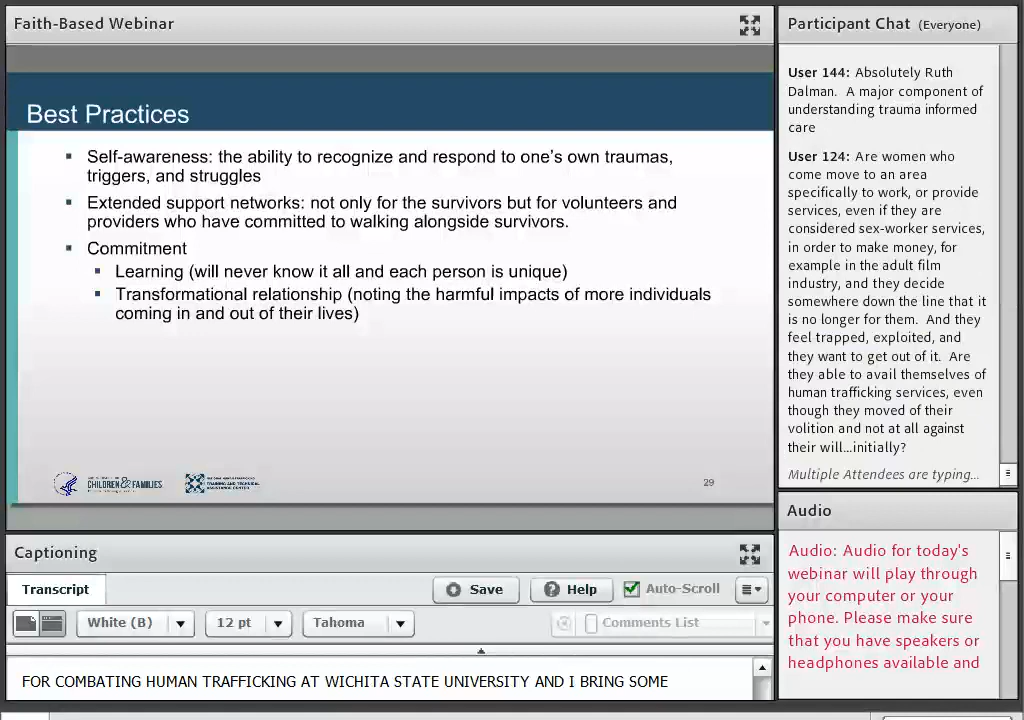 Faith-Based Webinar
Best Practices
▪ Self-awareness: the ability to recognize and respond to one's own traumas,
triggers, and struggles
▪ Extended support networks: not only for the survivors but for volunteers and
providers who have committed to walking alongside survivors.
▪ Commitment
▪ Learning (will never know it all and each person is unique)
▪ Transformational relationship (noting the harmful impacts of more individuals
coming in and out of their lives)
CHILDREN & FAMILIES
29
Captioning
Transcript
Save
Help
Auto-Scroll
White (B)
12 pt
Tahoma
Comments List
FOR COMBATING HUMAN TRAFFICKING AT WICHITA STATE UNIVERSITY AND I BRING SOME
Participant Chat (Everyone)
User 144: Absolutely Ruth
Dalman. A major component of
understanding trauma informed
care
User 124: Are women who
come move to an area
specifically to work, or provide
services, even if they are
considered sex-worker services,
in order to make money, for
example in the adult film
industry, and they decide
somewhere down the line that it
is no longer for them. And they
feel trapped, exploited, and
they want to get out of it. Are
they able to avail themselves of
human trafficking services, even
though they moved of their
volition and not at all against
their will...initially?
Multiple Attendees are typing...
Audio
Audio: Audio for today's
webinar will play through
your computer or your
phone. Please make sure
that you have speakers or
headphones available and